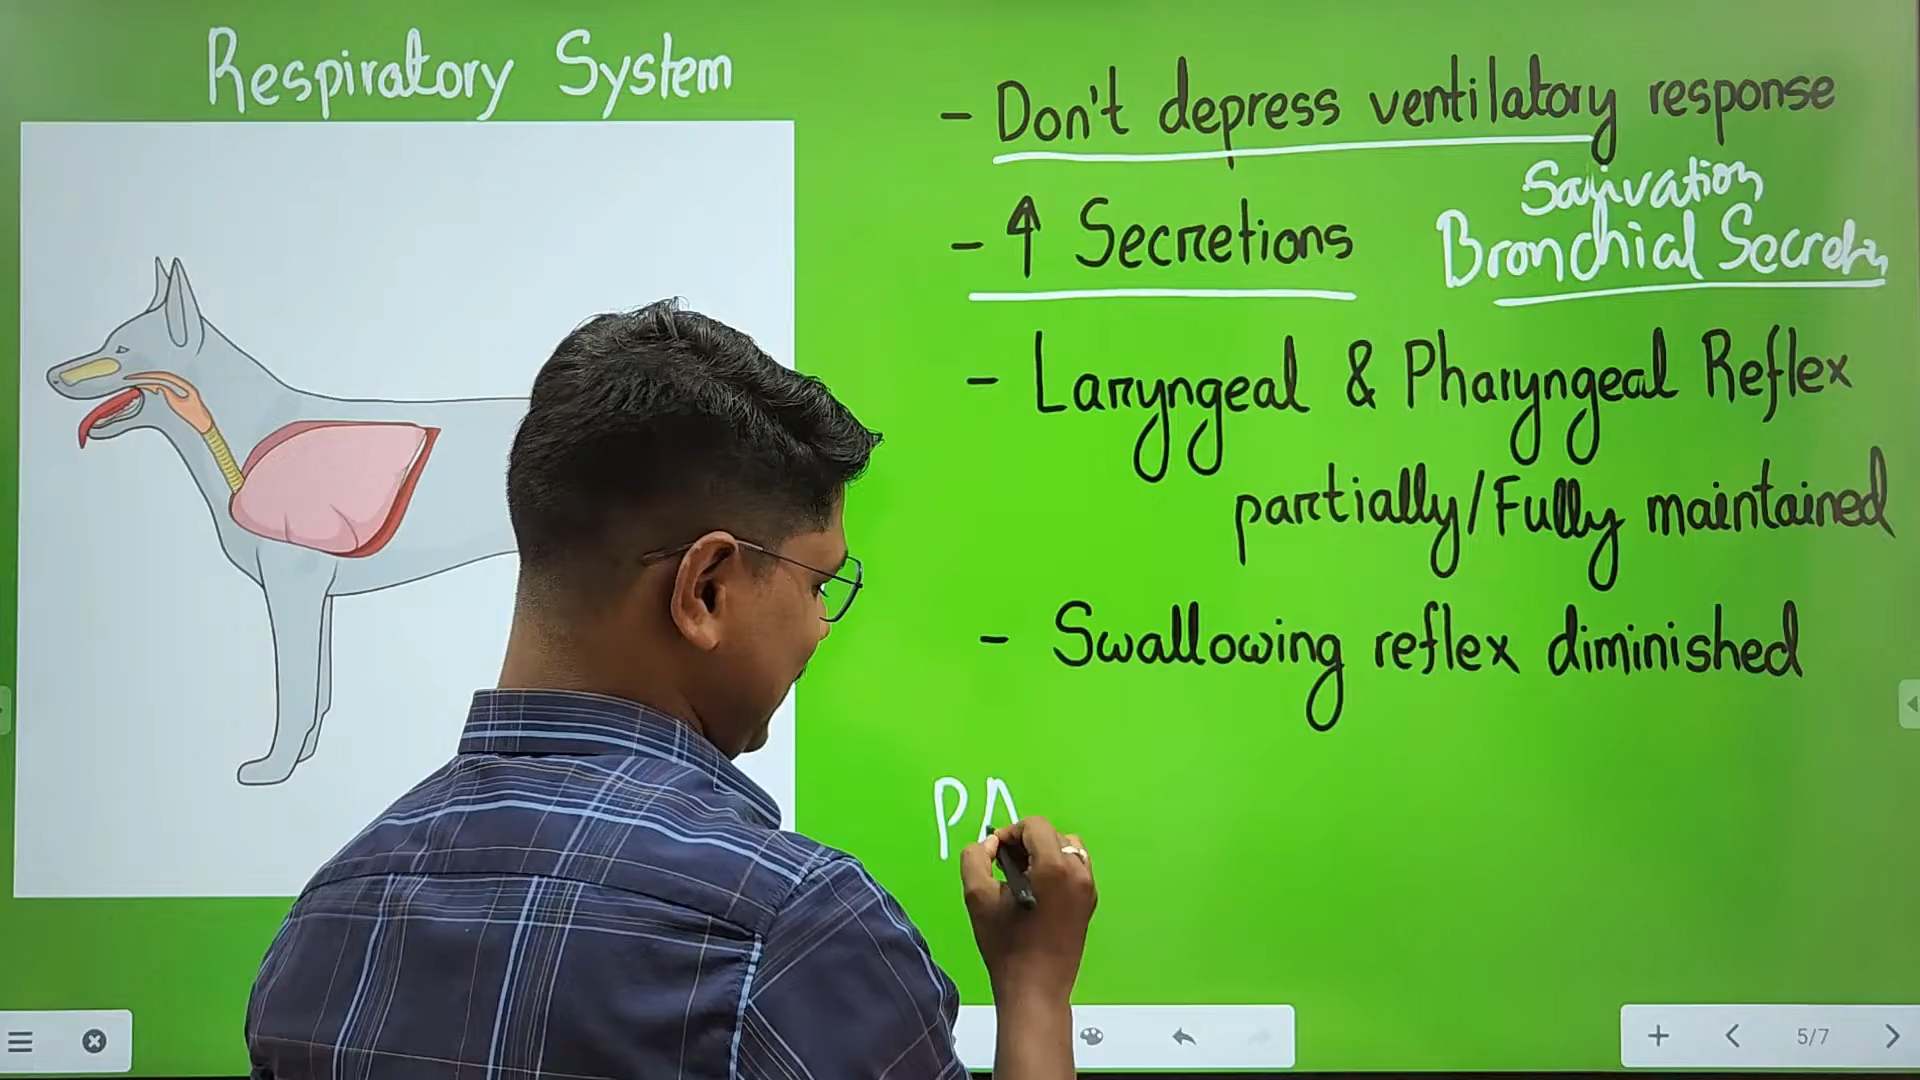 Respiratory System
- Don't depress ventilatory response
- ↑ Secretions
Salivation
Bronchial Secretn
- Laryngeal & Pharyngeal Reflex
partially/Fully maintained
- Swallowing reflex diminished
PA
5/7